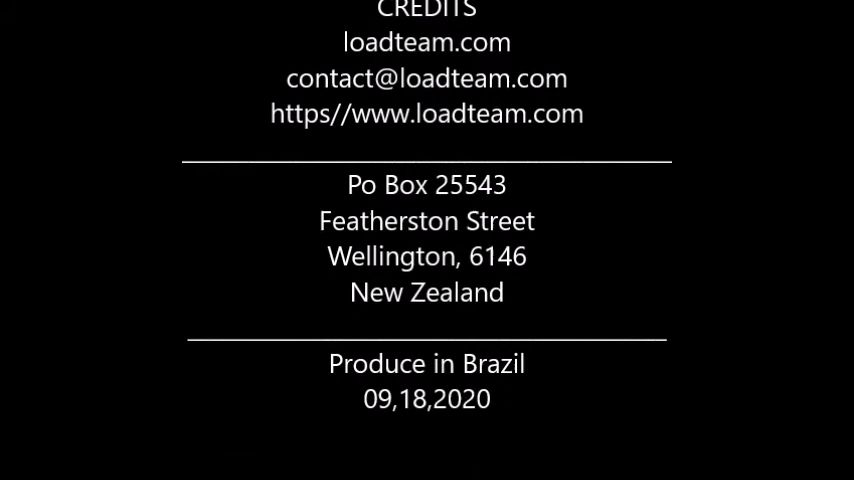 CREDITS
loadteam.com
contact@loadteam.com
https//www.loadteam.com
Po Box 25543
Featherston Street
Wellington, 6146
New Zealand
Produce in Brazil
09,18,2020